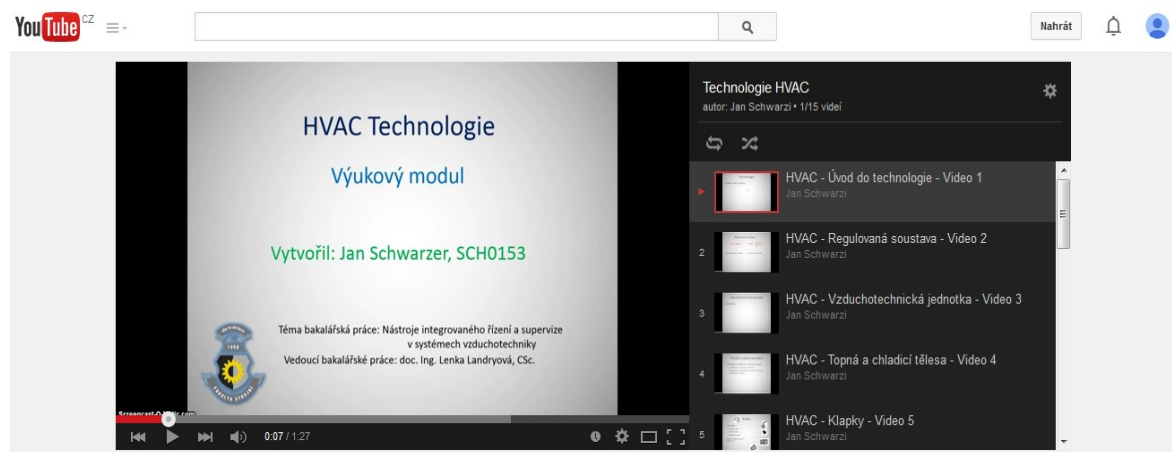 YouTube CZ
Nahrát
HVAC Technologie
Výukový modul
Vytvořil: Jan Schwarzer, SCH0153
Téma bakalářská práce: Nástroje integrovaného řízení a supervize
v systémech vzduchotechniky
Vedoucí bakalářské práce: doc. Ing. Lenka Landryová, CSc.
0:07 / 1:27
Technologie HVAC
autor: Jan Schwarzi • 1/15 videí
HVAC - Úvod do technologie - Video 1
Jan Schwarzi
2
HVAC - Regulovaná soustava - Video 2
Jan Schwarzi
3
HVAC - Vzduchotechnická jednotka - Video 3
Jan Schwarzi
4
HVAC - Topná a chladicí tělesa - Video 4
Jan Schwarzi
5
HVAC - Klapky - Video 5
Jan Schwarzi